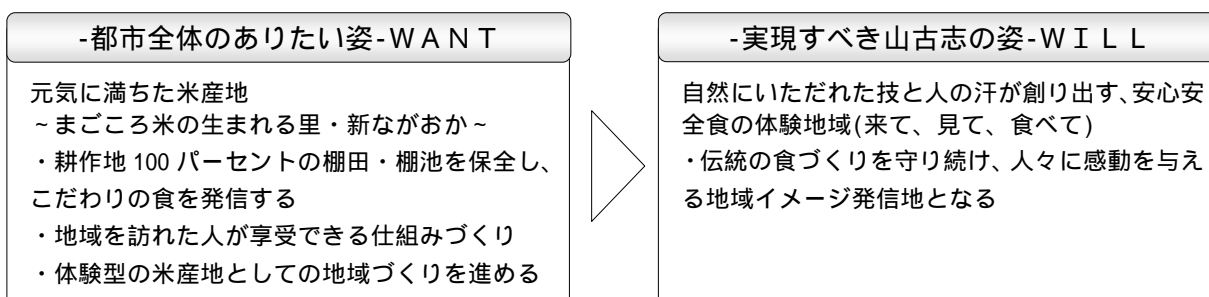 -都市全体のありたい姿-ＷＡＮＴ
元気に満ちた米産地
~まごころ米の生まれる里・新ながおか~
・耕作地 100 パーセントの棚田・棚池を保全し、
こだわりの食を発信する
・地域を訪れた人が享受できる仕組みづくり
・体験型の米産地としての地域づくりを進める
-実現すべき山古志の姿-ＷＩＬＬ
自然にいただれた技と人の汗が創り出す、安心安
全食の体験地域(来て、見て、食べて)
・伝統の食づくりを守り続け、人々に感動を与え
る地域イメージ発信地となる